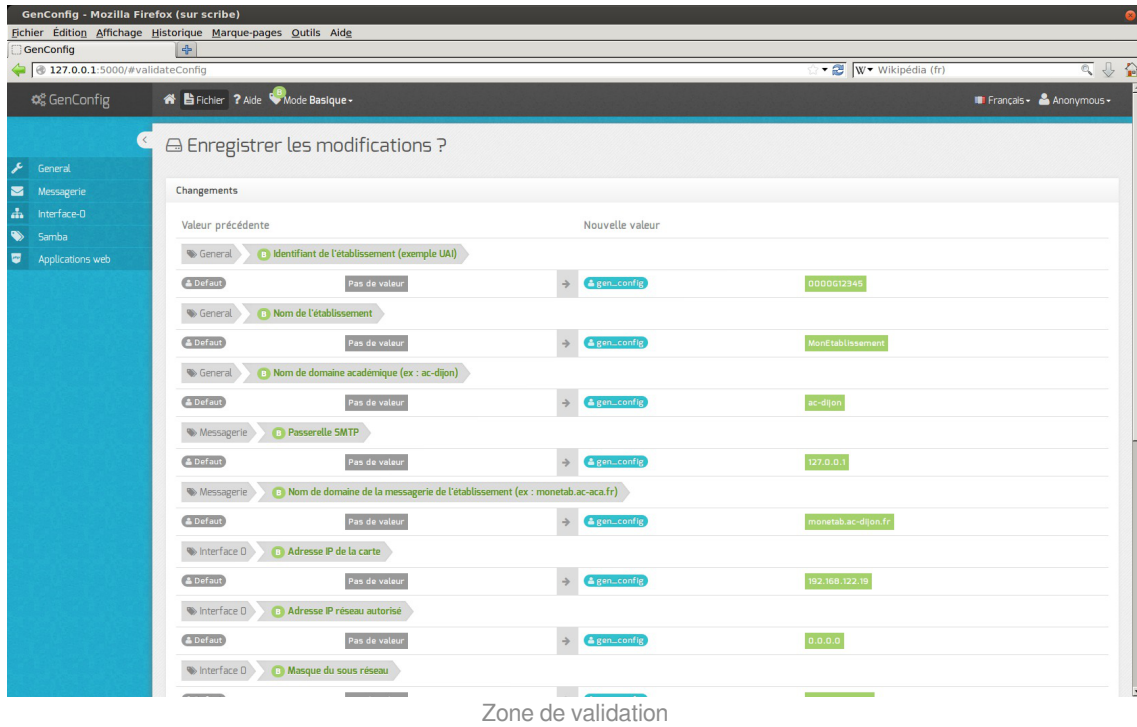 GenConfig - Mozilla Firefox (sur scribe)
Fichier Édition Affichage Historique Marque-pages Outils Aide
GenConfig
127.0.0.1:5000/#validateConfig
W Wikipédia (fr)
GenConfig
Fichier ? Aide B Mode Basique
Français Anonymous
Enregistrer les modifications ?
General
Messagerie
Interface-0
Samba
Applications web
Changements
Valeur précédente Nouvelle valeur
General B Identifiant de l'établissement (exemple UAI)
Defaut Pas de valeur → gen_config 0000G12345
General B Nom de l'établissement
Defaut Pas de valeur → gen_config MonEtablissement
General B Nom de domaine académique (ex : ac-dijon)
Defaut Pas de valeur → gen_config ac-dijon
Messagerie B Passerelle SMTP
Defaut Pas de valeur → gen_config 127.0.0.1
Messagerie B Nom de domaine de la messagerie de l'établissement (ex : monetab.ac-aca.fr)
Defaut Pas de valeur → gen_config monetab.ac-dijon.fr
Interface 0 B Adresse IP de la carte
Defaut Pas de valeur → gen_config 192.168.122.19
Interface 0 B Adresse IP réseau autorisé
Defaut Pas de valeur → gen_config 0.0.0.0
Interface 0 B Masque du sous réseau
Zone de validation